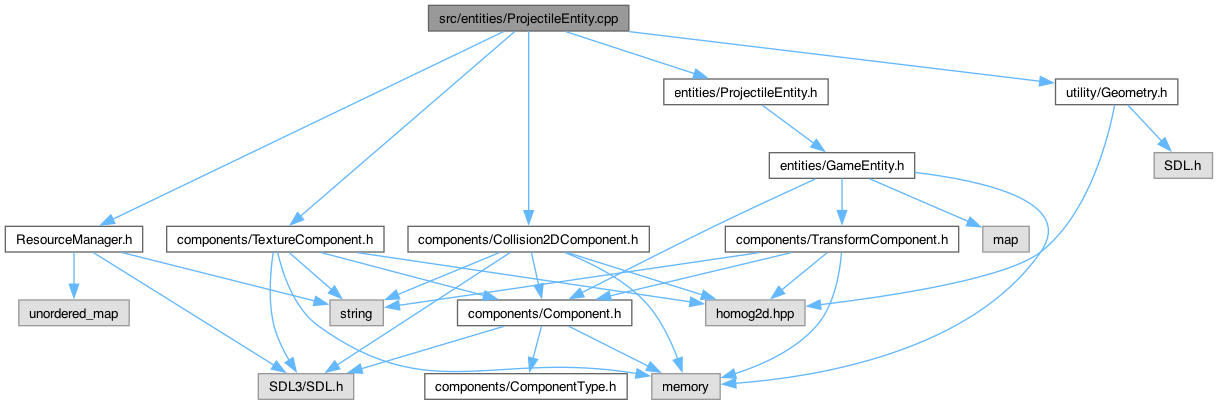 src/entities/ProjectileEntity.cpp
entities/ProjectileEntity.h
utility/Geometry.h
entities/GameEntity.h
SDL.h
ResourceManager.h
components/TextureComponent.h
components/Collision2DComponent.h
components/TransformComponent.h
map
unordered_map
string
components/Component.h
homog2d.hpp
SDL3/SDL.h
components/ComponentType.h
memory